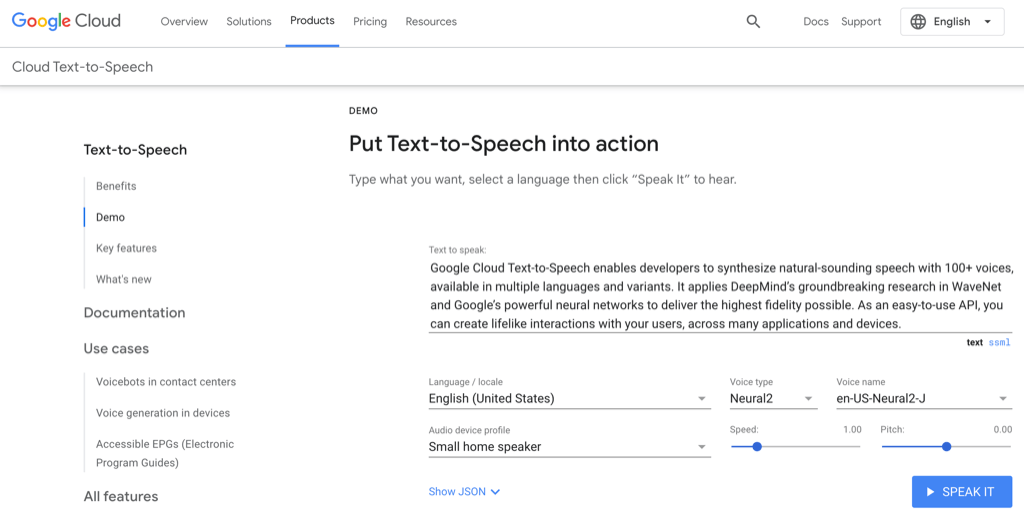 Google Cloud
Overview
Solutions
Products
Pricing
Resources
Docs
Support
English
Cloud Text-to-Speech
Text-to-Speech
Benefits
Demo
Key features
What's new
Documentation
Use cases
Voicebots in contact centers
Voice generation in devices
Accessible EPGs (Electronic
Program Guides)
All features
DEMO
Put Text-to-Speech into action
Type what you want, select a language then click “Speak It” to hear.
Text to speak:
Google Cloud Text-to-Speech enables developers to synthesize natural-sounding speech with 100+ voices,
available in multiple languages and variants. It applies DeepMind’s groundbreaking research in WaveNet
and Google’s powerful neural networks to deliver the highest fidelity possible. As an easy-to-use API, you
can create lifelike interactions with your users, across many applications and devices.
text ssml
Language / locale
English (United States)
Voice type
Neural2
Voice name
en-US-Neural2-J
Audio device profile
Small home speaker
Speed: 1.00
Pitch: 0.00
Show JSON
SPEAK IT